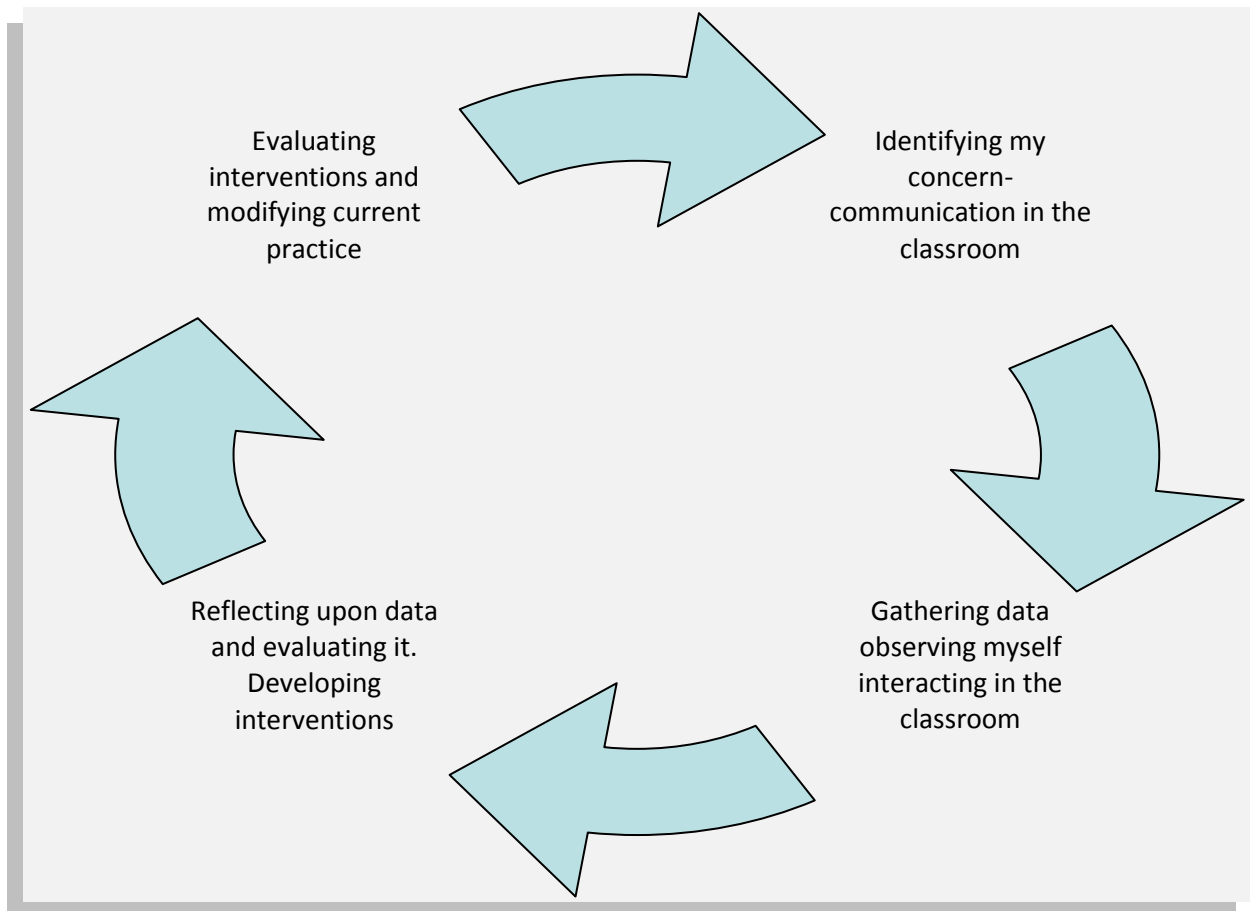 Evaluating
interventions and
modifying current
practice
Identifying my
concern-
communication in the
classroom
Reflecting upon data
and evaluating it.
Developing
interventions
Gathering data
observing myself
interacting in the
classroom